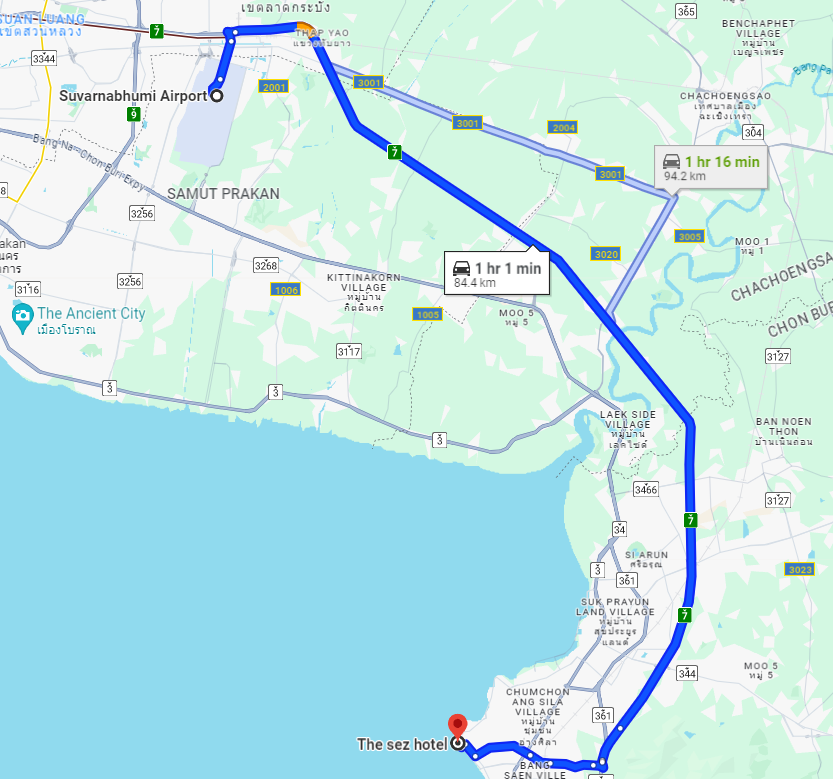 เขตลาดกระบัง
365
SUAN LUANG
เขตสวนหลวง
7
THAP YAO
แขวงทับยาว
BENCHAPHET
VILLAGE
หมู่บ้าน
เบญจเพชร
3344
Suvarnabhumi Airport
2001
3001
Bang Pa
CHACHOENGSAO
เทศบาลเมือง
ฉะเชิงเทรา
9
3001
2004
304
Bang Na–Chon Buri Expy
7
1 hr 16 min
94.2 km
3001
SAMUT PRAKAN
3256
3005
MOO 1
หมู่ 1
3020
3268
1 hr 1 min
84.4 km
KITTINAKORN
VILLAGE
หมู่บ้าน
กิตตินคร
3256
3116
1006
CHACHOENGSA
CHON BUR
The Ancient City
เมืองโบราณ
1005
MOO 5
หมู่ 5
3117
3127
3
3
LAEK SIDE
VILLAGE
หมู่บ้าน
เลคไซด์
BAN NOEN
THON
บ้านเนินถ่อน
3
3466
3127
7
34
SI ARUN
ศรีอรุณ
3
361
3023
SUK PRAYUN
LAND VILLAGE
หมู่บ้าน
สุขประยูร
แลนด์
7
344
MOO 5
หมู่ 5
CHUMCHON
ANG SILA
VILLAGE
หมู่บ้าน
ชุมชน
อ่างศิลา
361
The sez hotel
BANG
SAEN VILLE